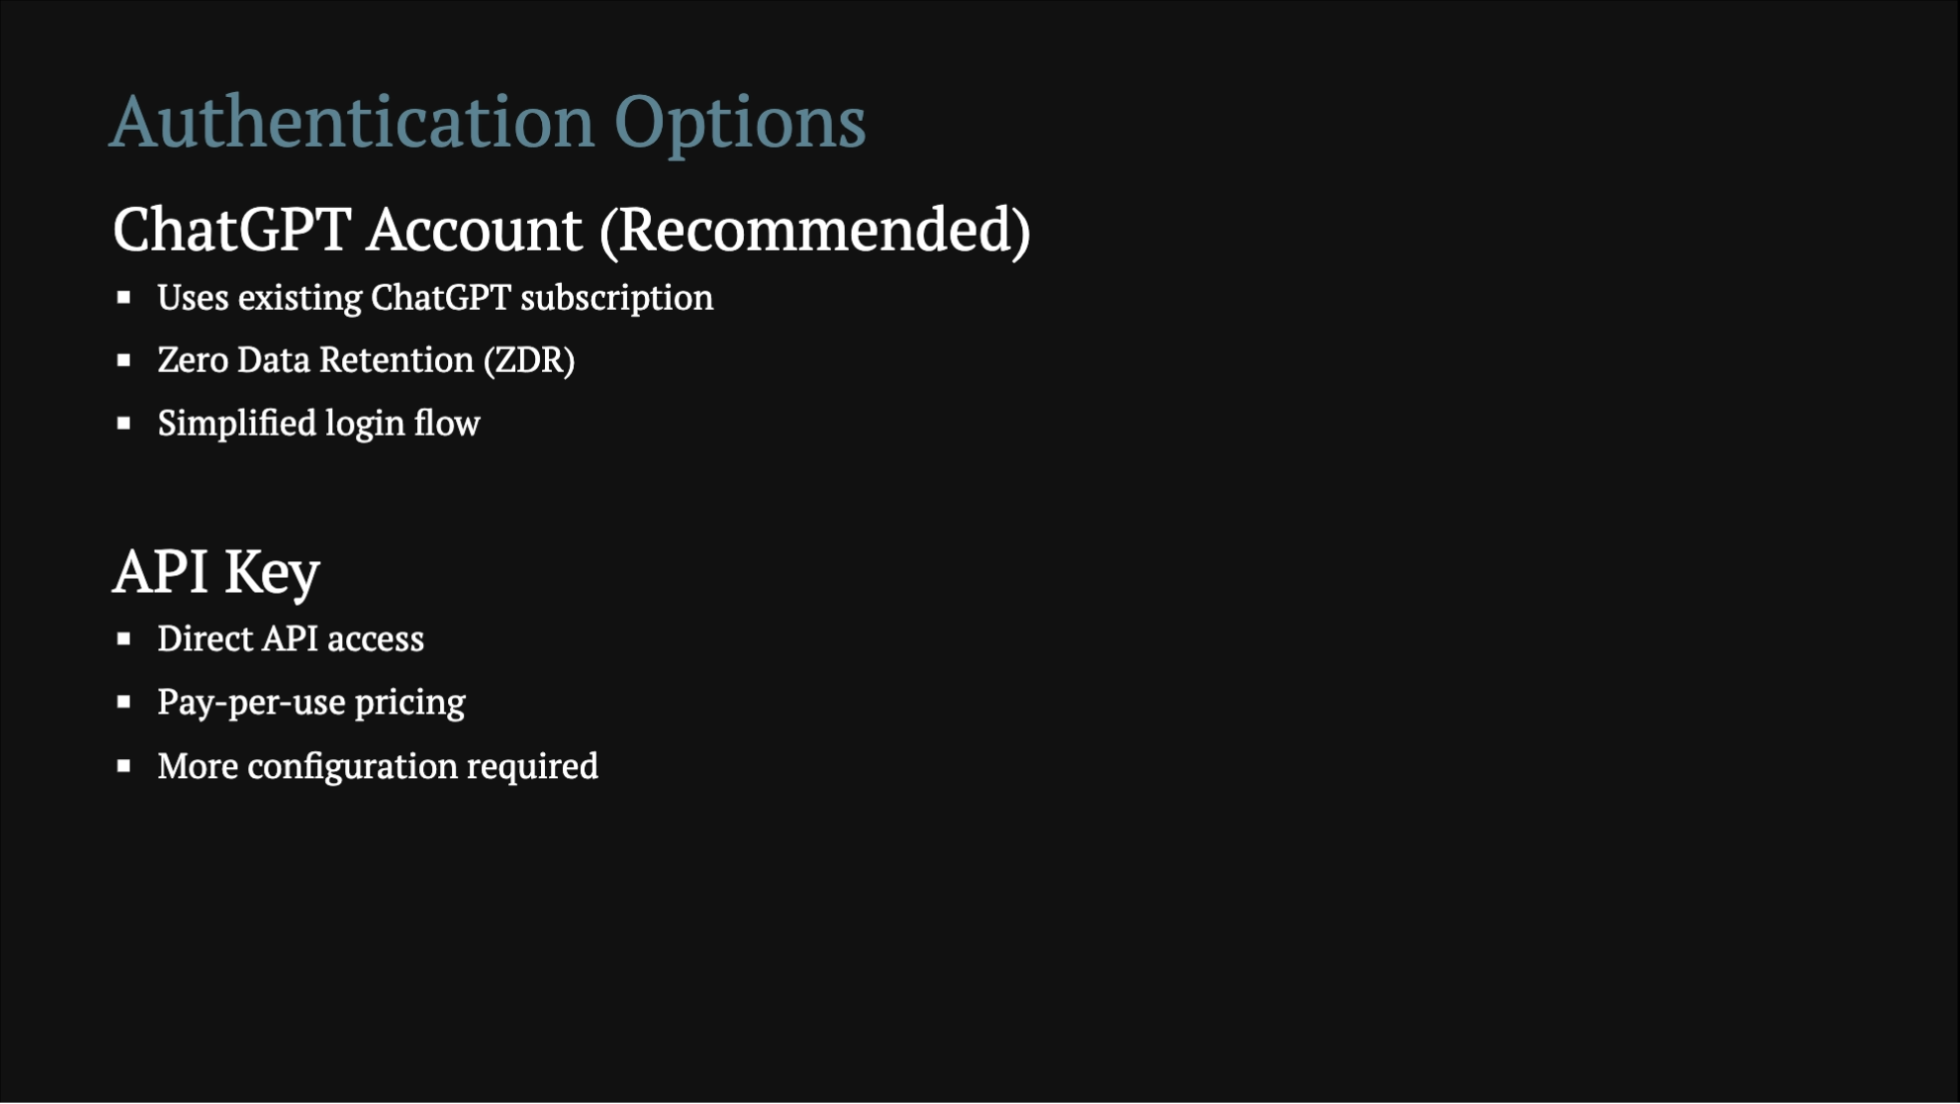 Authentication Options
ChatGPT Account (Recommended)
▪ Uses existing ChatGPT subscription
▪ Zero Data Retention (ZDR)
▪ Simplified login flow
API Key
▪ Direct API access
▪ Pay-per-use pricing
▪ More configuration required